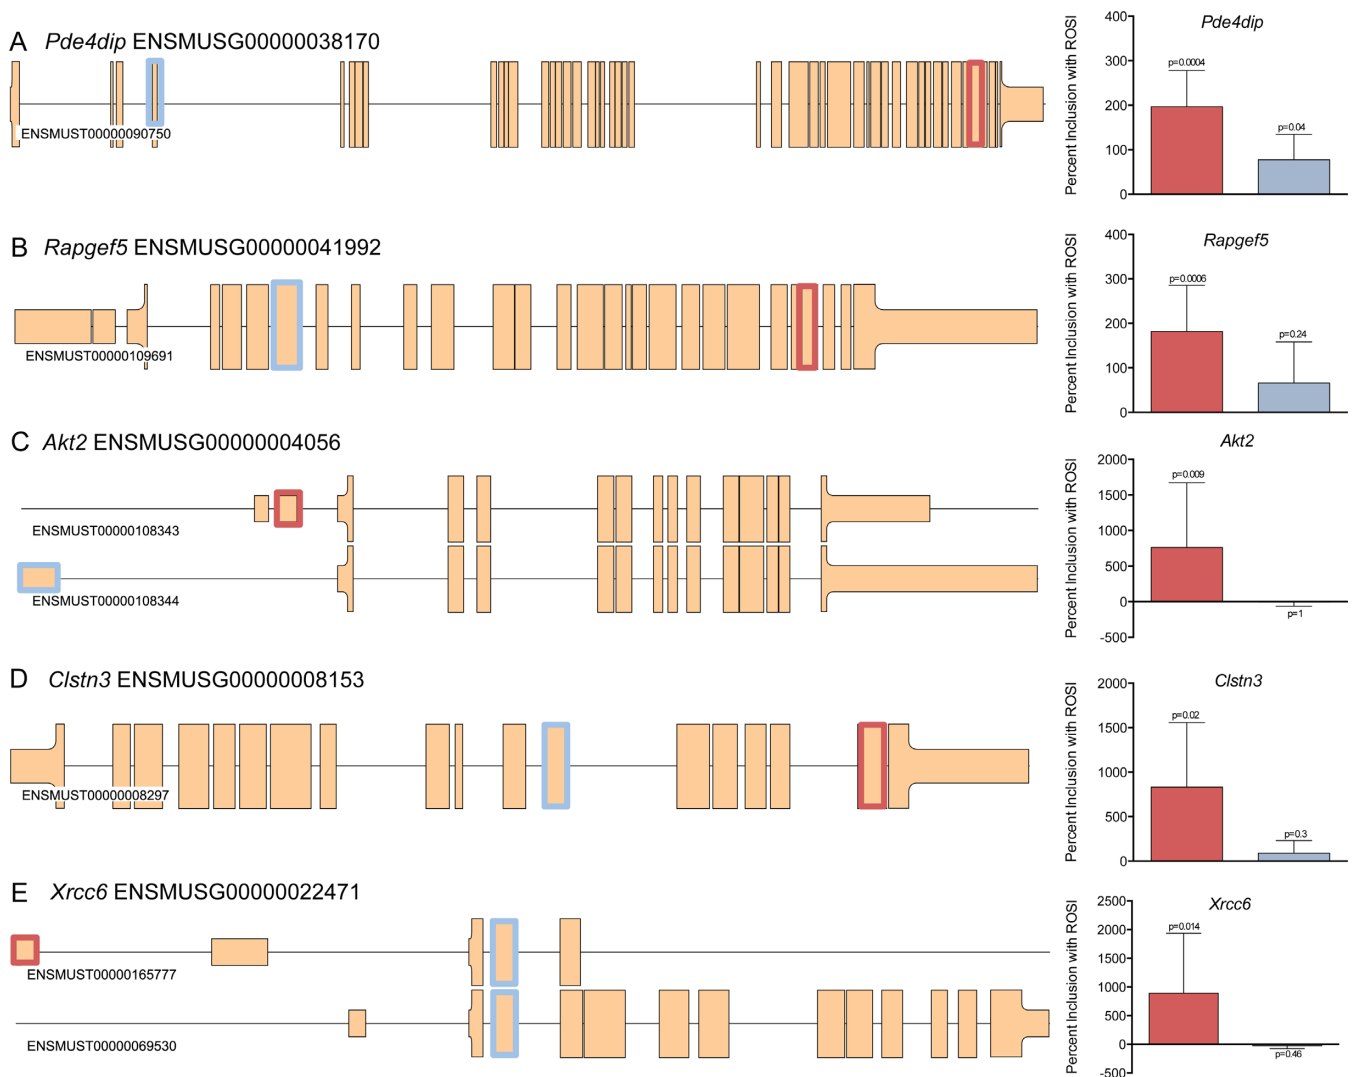 A Pde4dip ENSMUSG00000038170
ENSMUST00000090750
Percent Inclusion with ROSI
Pde4dip
400
300
200
100
0
p=0.0004
p=0.04
B Rapgef5 ENSMUSG00000041992
ENSMUST00000109691
Percent Inclusion with ROSI
Rapgef5
400
300
200
100
0
p=0.0006
p=0.24
C Akt2 ENSMUSG00000004056
ENSMUST00000108343
ENSMUST00000108344
Percent Inclusion with ROSI
Akt2
2000
1500
1000
500
0
-500
p=0.009
p=1
D Clstn3 ENSMUSG00000008153
ENSMUST00000008297
Percent Inclusion with ROSI
Clstn3
2000
1500
1000
500
0
p=0.02
p=0.3
E Xrcc6 ENSMUSG00000022471
ENSMUST00000165777
ENSMUST00000069530
Percent Inclusion with ROSI
Xrcc6
2500
2000
1500
1000
500
0
-500
p=0.014
p=0.46